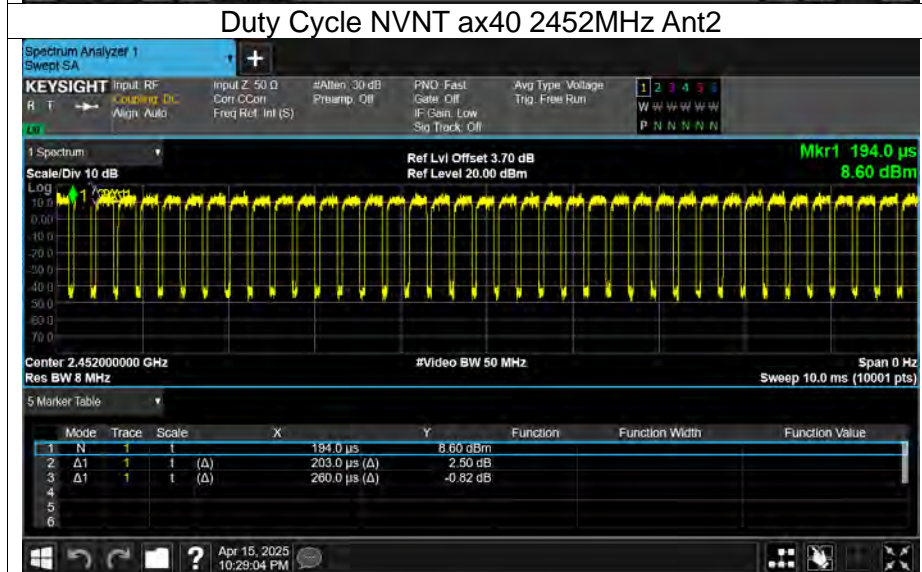 Duty Cycle NVNT ax40 2452MHz Ant2
Spectrum Analyzer 1
Swept SA
+
KEYSIGHT Input: RF Input Z: 50 Ω #Atten: 30 dB PNO: Fast Avg Type: Voltage 1 2 3 4 5 6
R T Coupling: DC Corr CCorr Preamp: Off Gate: Off Trig: Free Run W W W W W W
Align: Auto Freq Ref: Int (S) IF Gain: Low P N N N N N
Sig Track: Off
1 Spectrum Ref Lvl Offset 3.70 dB Mkr1 194.0 µs
Scale/Div 10 dB Ref Level 20.00 dBm 8.60 dBm
Log
10.0
0.00
-10.0
-20.0
-30.0
-40.0
-50.0
-60.0
-70.0
1
Center 2.452000000 GHz #Video BW 50 MHz Span 0 Hz
Res BW 8 MHz Sweep 10.0 ms (10001 pts)
5 Marker Table
Mode Trace Scale X Y Function Function Width Function Value
1 N 1 t 194.0 µs 8.60 dBm
2 Δ1 1 t (Δ) 203.0 µs (Δ) 2.50 dB
3 Δ1 1 t (Δ) 260.0 µs (Δ) -0.82 dB
4
5
6
? Apr 15, 2025
10:29:04 PM